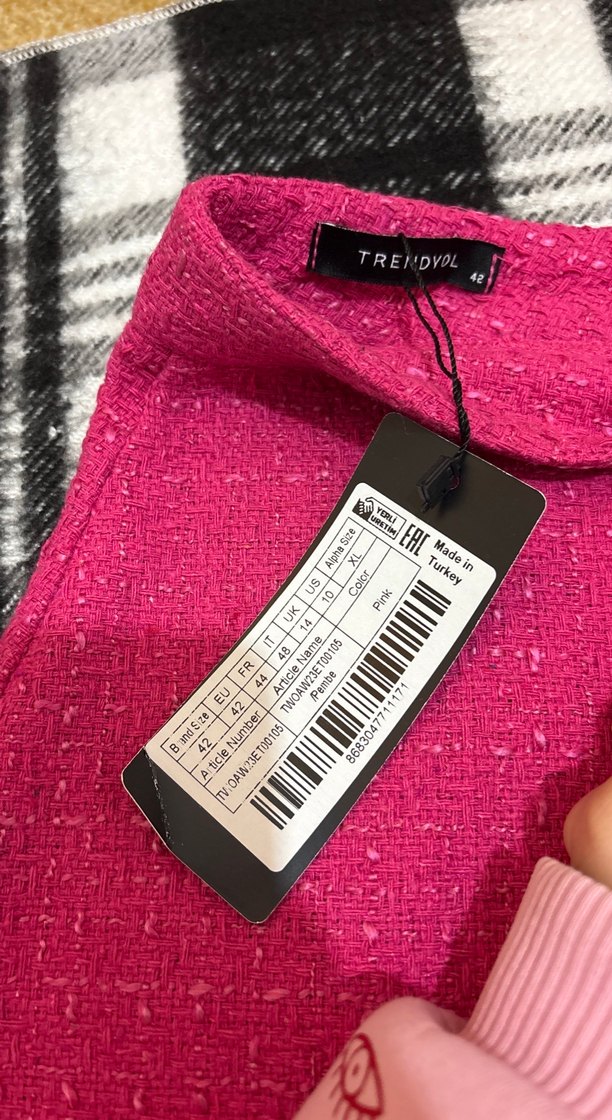 TRENDYOL
42
YERLİ
ÜRETİM
EAC
Made in
Turkey
Brand Size EU FR IT UK US Alpha Size
42 42 44 48 14 10 XL
Article Number Article Name Color
TWOAW23ET00105 TWOAW23ET00105 Pink
/Pembe
8683047711171